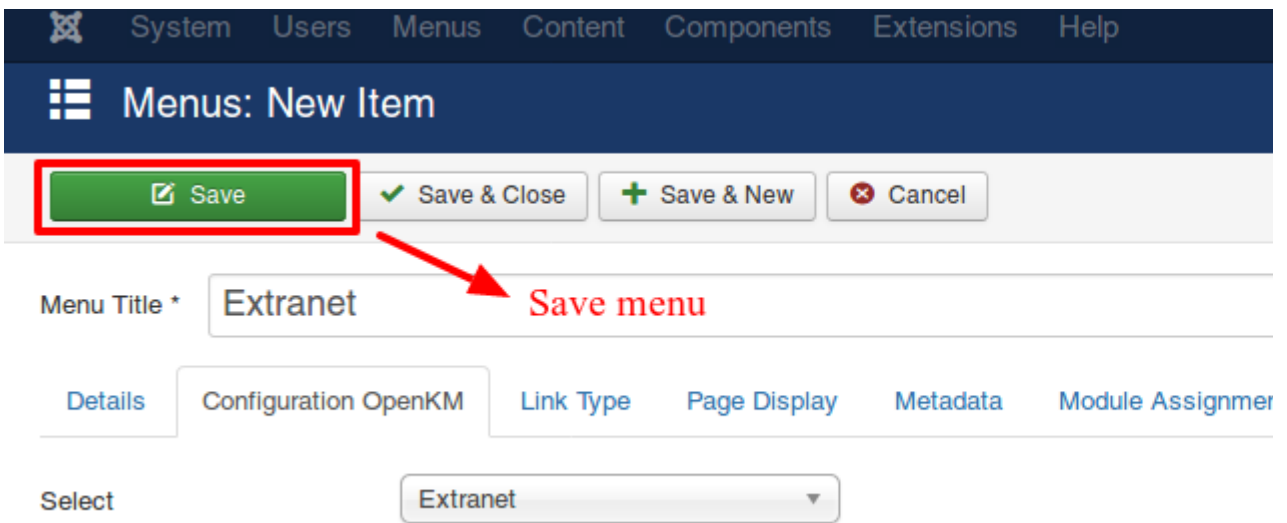 System Users Menus Content Components Extensions Help
Menus: New Item
Save Save & Close Save & New Cancel
Menu Title * Extranet Save menu
Details Configuration OpenKM Link Type Page Display Metadata Module Assignmen
Select Extranet